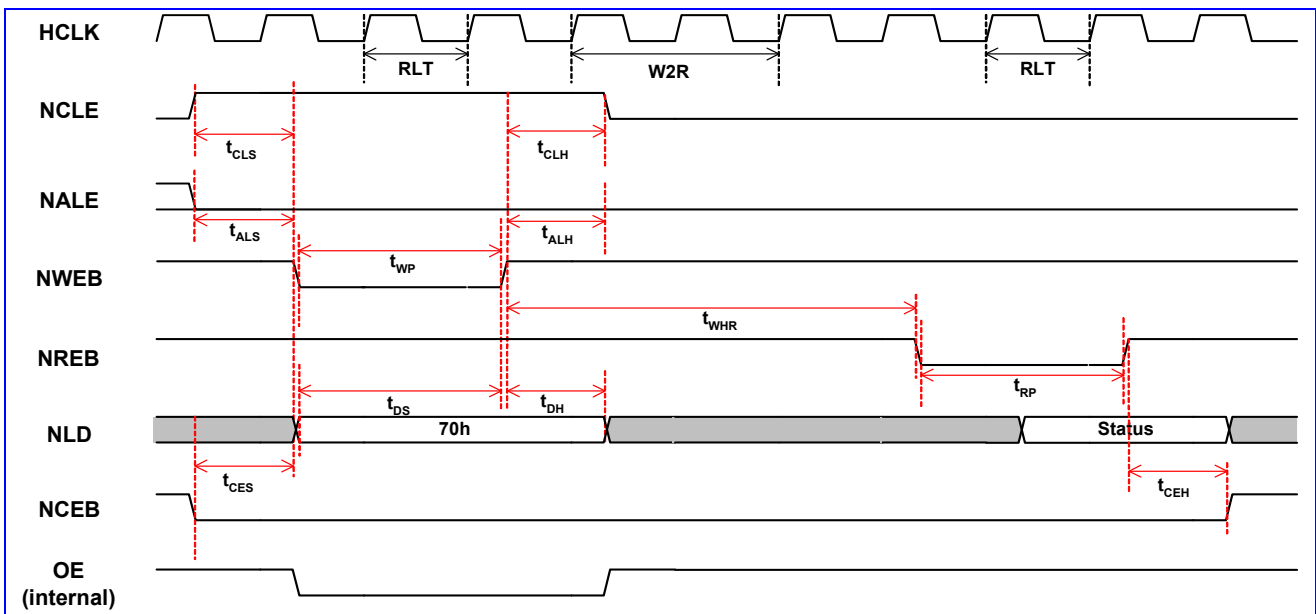 HCLK
RLT
W2R
RLT
NCLE
tCLS
tCLH
NALE
tALS
tALH
NWEB
tWP
tWHR
NREB
tRP
tDS
tDH
NLD
70h
Status
tCES
tCEH
NCEB
OE
(internal)